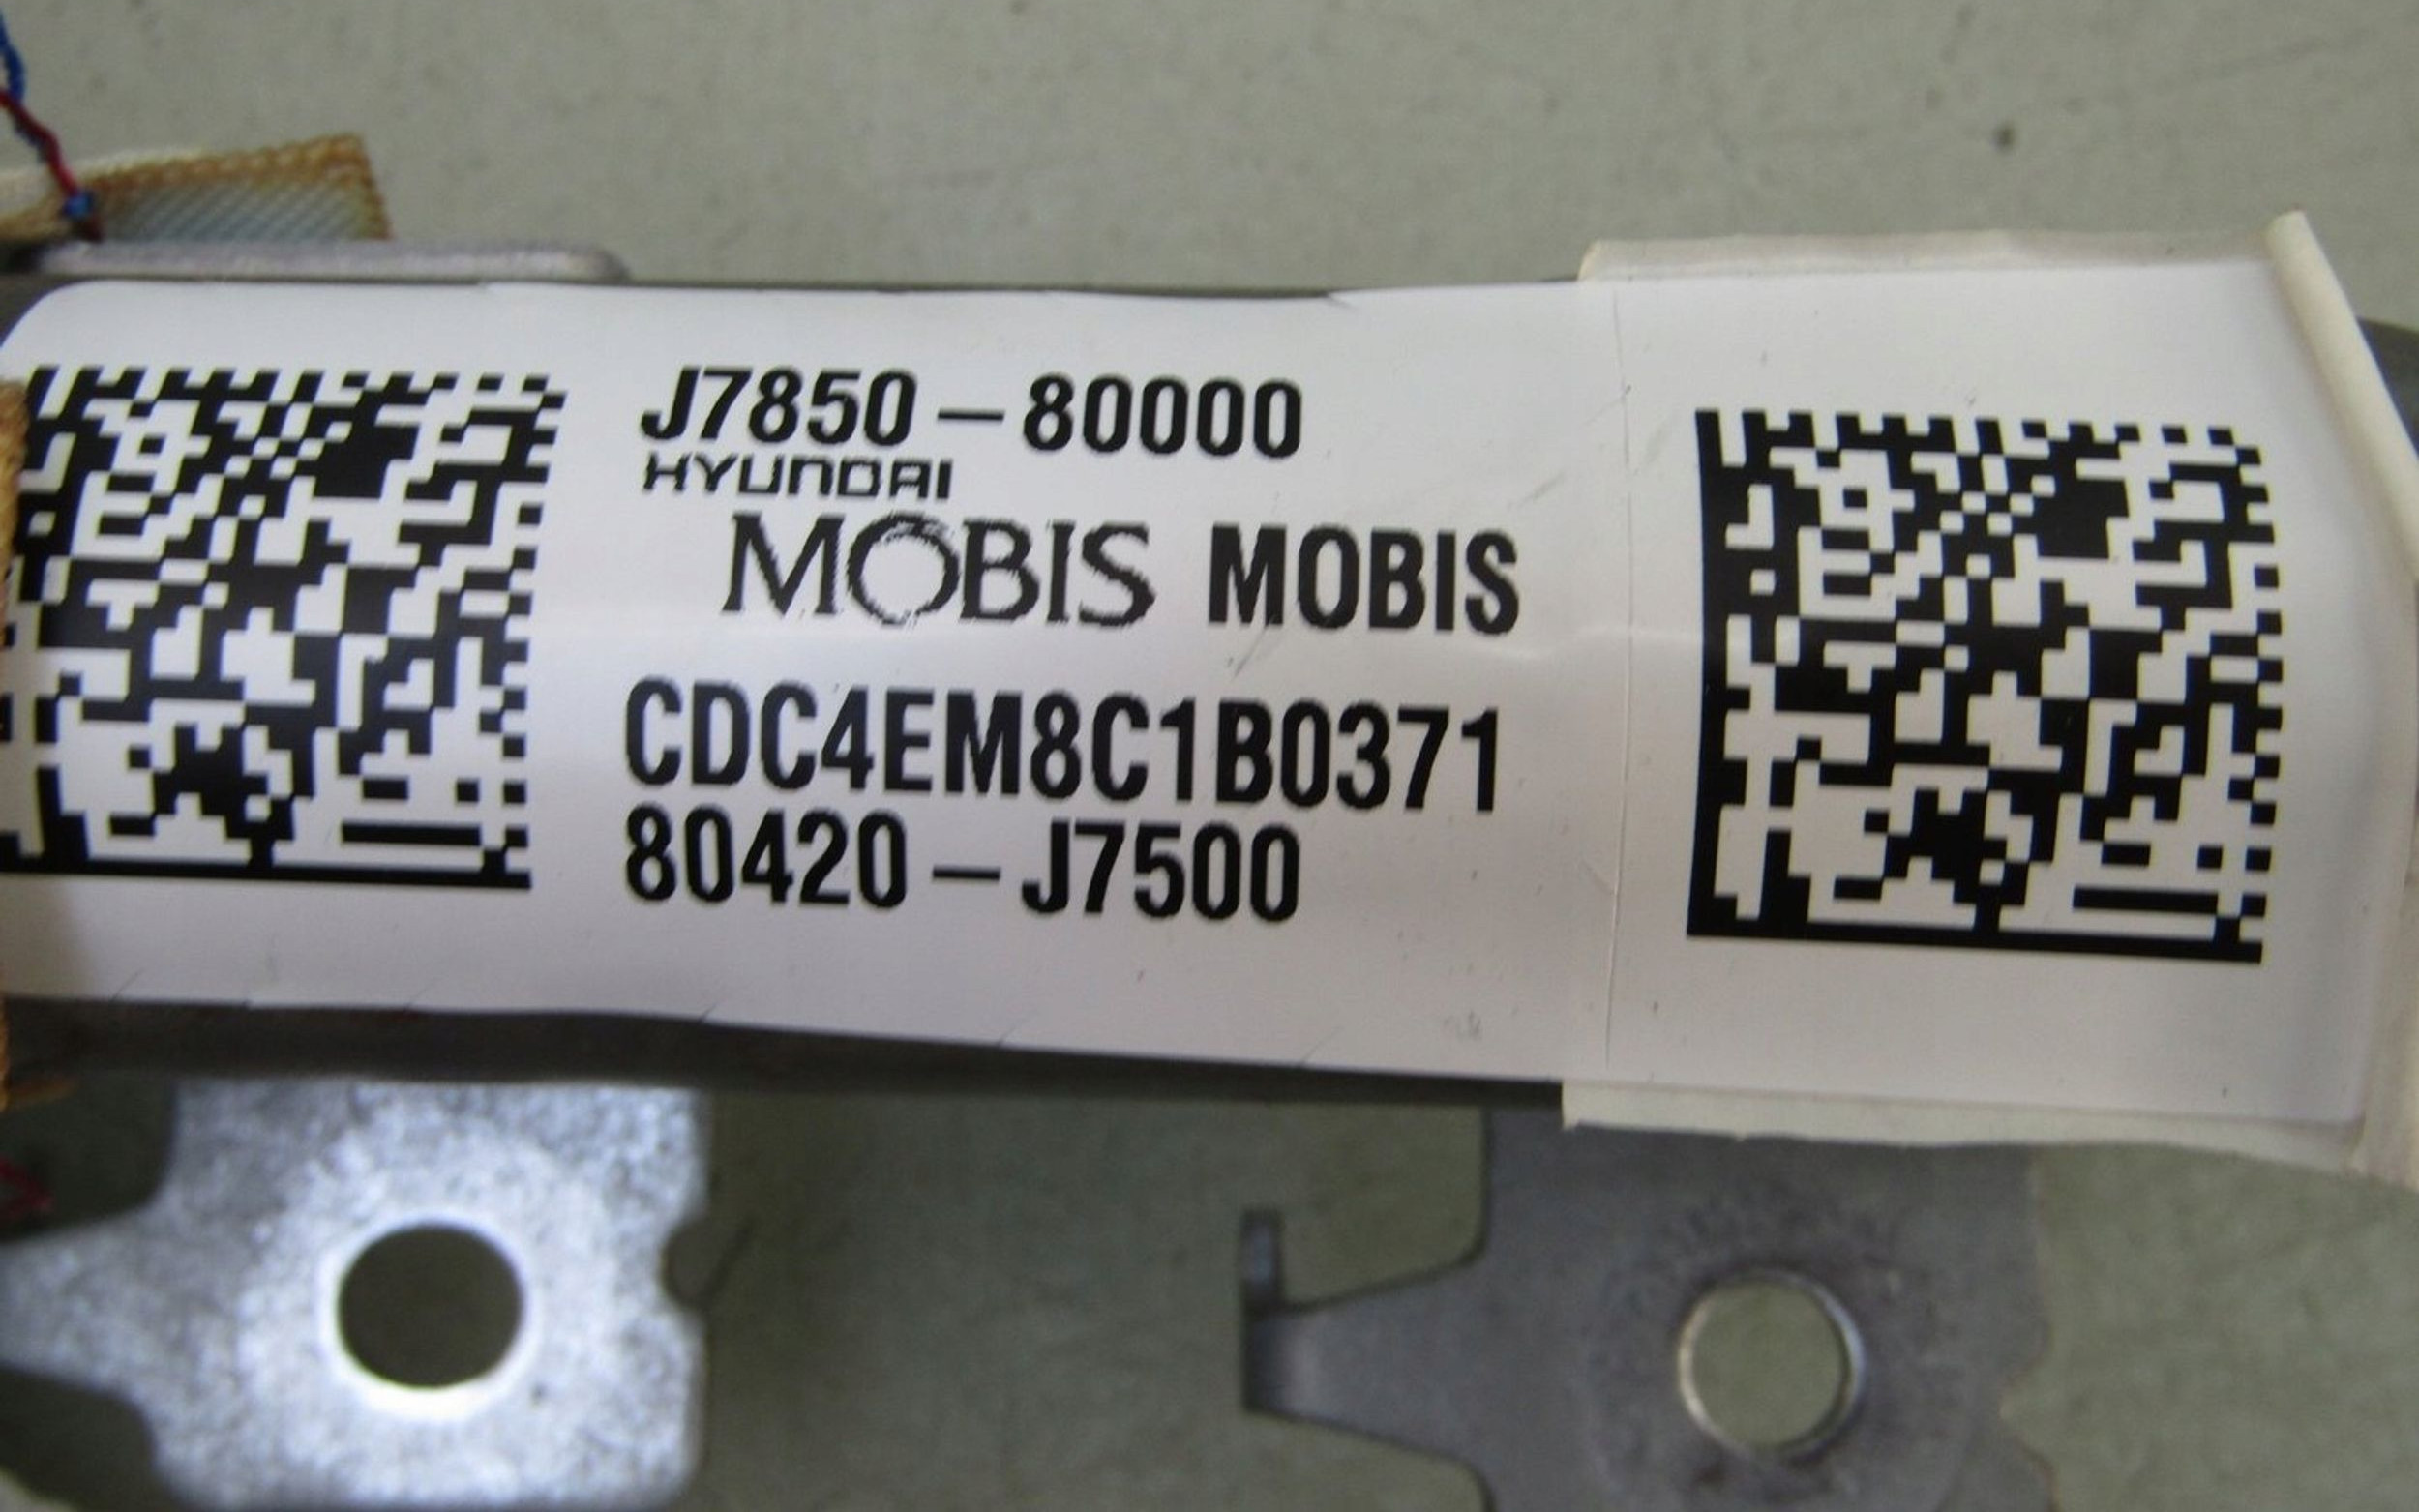 J7850-80000
HYUNDAI
MOBIS MOBIS
CDC4EM8C1B0371
80420-J7500